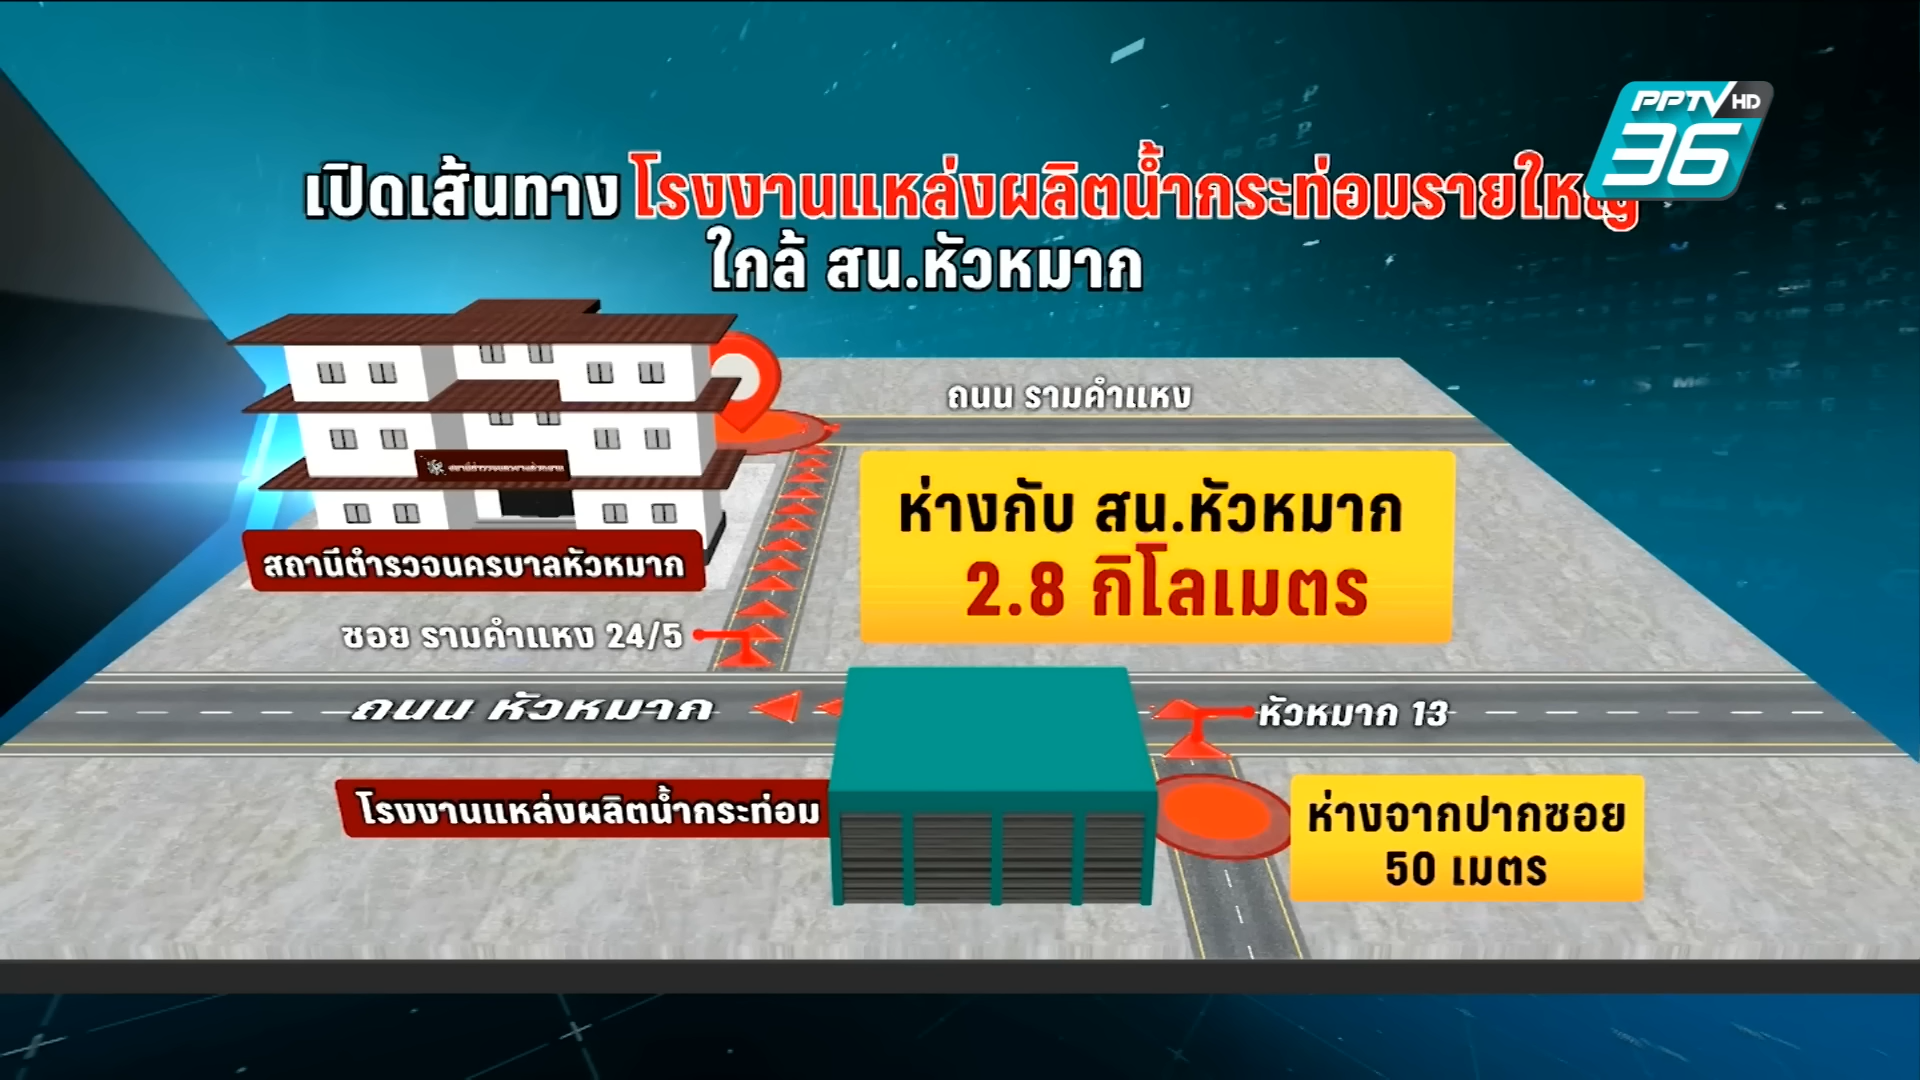 PPTV HD
36
เปิดเส้นทาง โรงงานแหล่งผลิตน้ำกระท่อมรายใหญ่
ใกล้ สน.หัวหมาก
ถนน รามคำแหง
ห่างกับ สน.หัวหมาก
2.8 กิโลเมตร
สถานีตำรวจนครบาลหัวหมาก
ซอย รามคำแหง 24/5
ถนน หัวหมาก
หัวหมาก 13
โรงงานแหล่งผลิตน้ำกระท่อม
ห่างจากปากซอย
50 เมตร